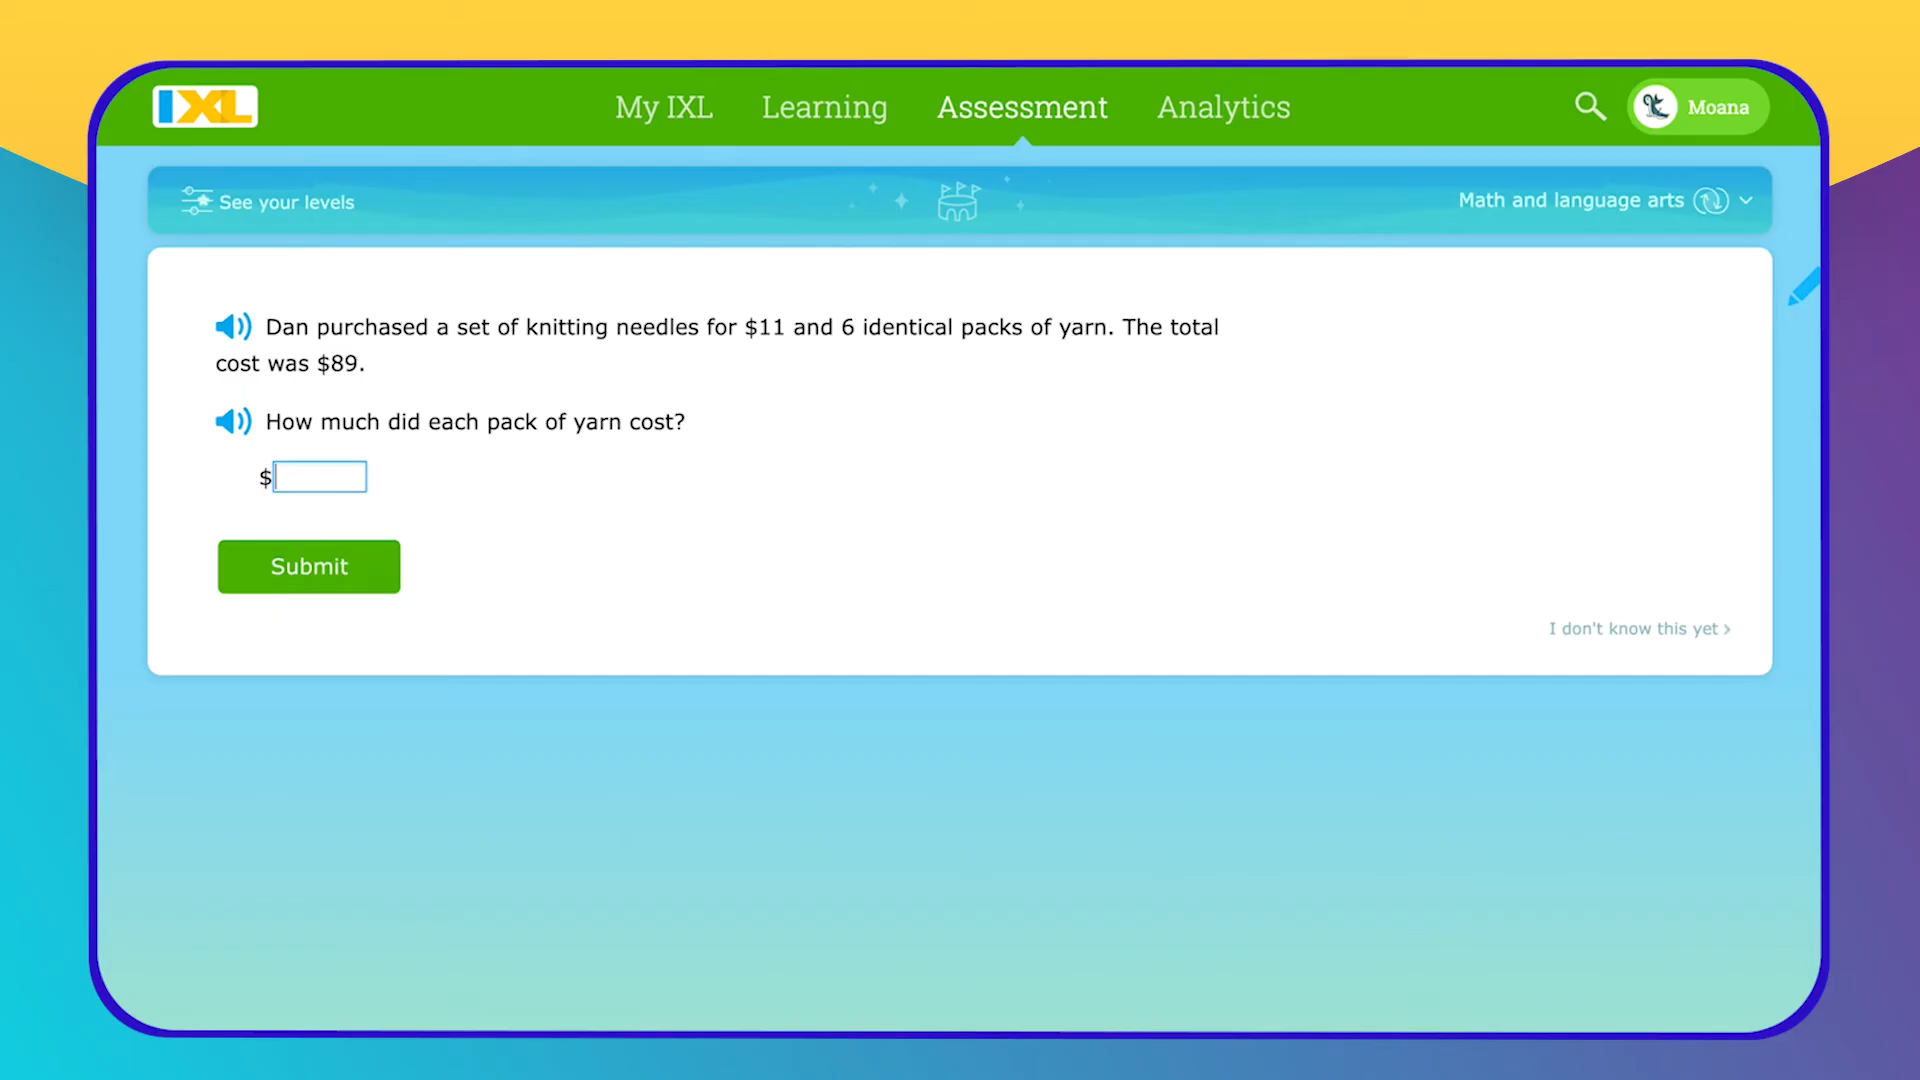 IXL
My IXL Learning Assessment Analytics
Moana
See your levels
Math and language arts
Dan purchased a set of knitting needles for $11 and 6 identical packs of yarn. The total
cost was $89.
How much did each pack of yarn cost?
$
Submit
I don't know this yet >